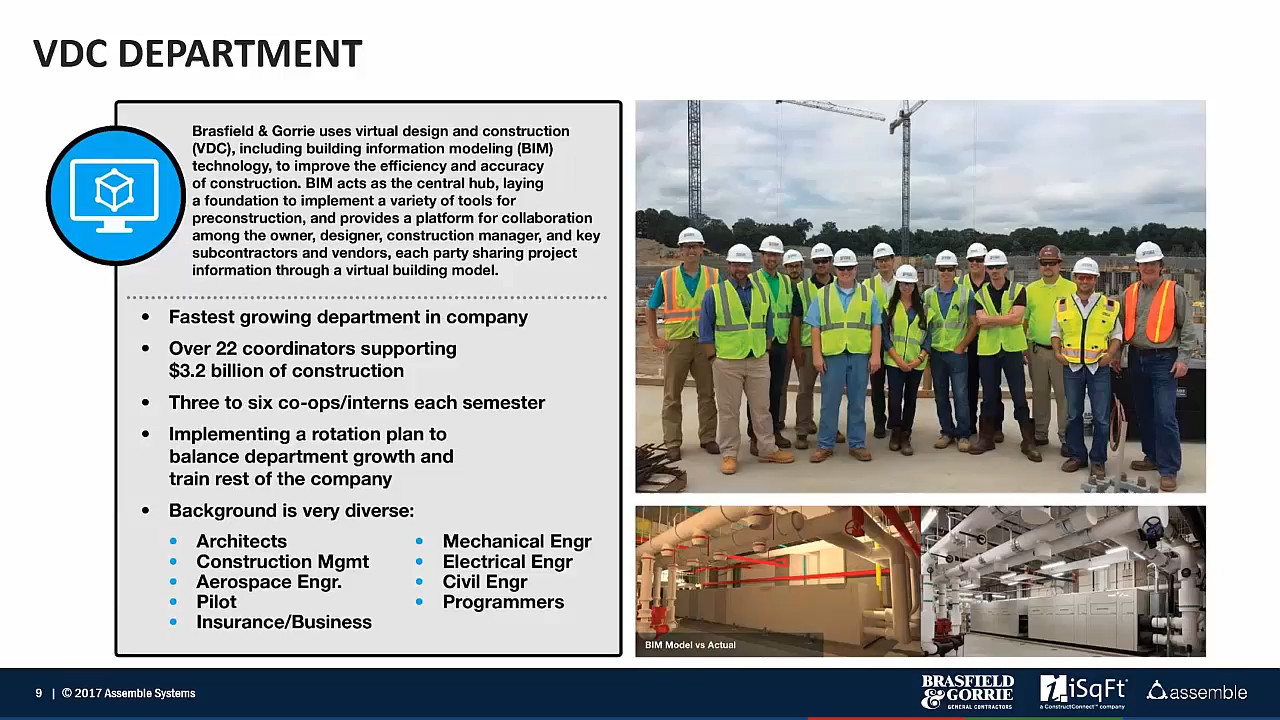 VDC DEPARTMENT
Brasfield & Gorrie uses virtual design and construction
(VDC), including building information modeling (BIM)
technology, to improve the efficiency and accuracy
of construction. BIM acts as the central hub, laying
a foundation to implement a variety of tools for
preconstruction, and provides a platform for collaboration
among the owner, designer, construction manager, and key
subcontractors and vendors, each party sharing project
information through a virtual building model.
• Fastest growing department in company
• Over 22 coordinators supporting
$3.2 billion of construction
• Three to six co-ops/interns each semester
• Implementing a rotation plan to
balance department growth and
train rest of the company
• Background is very diverse:
• Architects
• Construction Mgmt
• Aerospace Engr.
• Pilot
• Insurance/Business
• Mechanical Engr
• Electrical Engr
• Civil Engr
• Programmers
BIM Model vs Actual
9 | © 2017 Assemble Systems
BRASFIELD
& GORRIE
GENERAL CONTRACTORS
iSqFt®
a ConstructConnect™ company
assemble